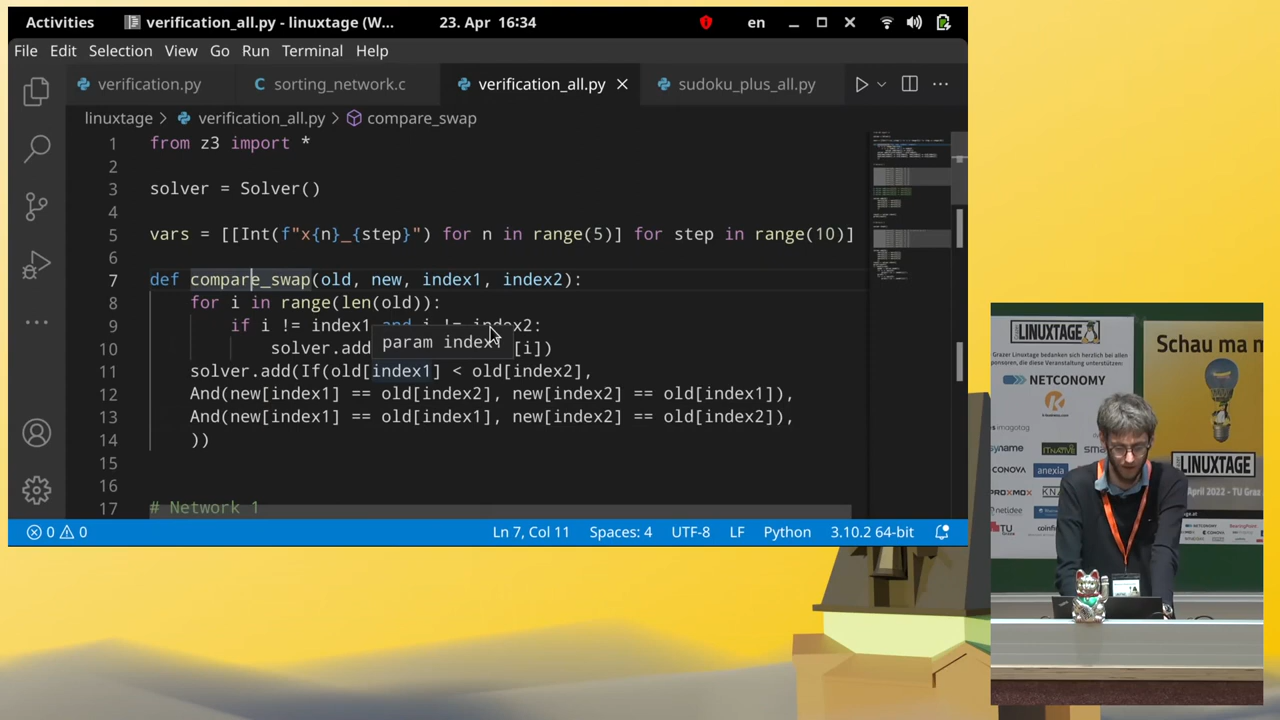 Activities
verification_all.py - linuxtage (W...
23. Apr 16:34
en
File Edit Selection View Go Run Terminal Help
verification.py
sorting_network.c
verification_all.py
sudoku_plus_all.py
linuxtage > verification_all.py > compare_swap
1 from z3 import *
2
3 solver = Solver()
4
5 vars = [[Int(f"x{n}_{step}") for n in range(5)] for step in range(10)]
6
7 def compare_swap(old, new, index1, index2):
8 for i in range(len(old)):
9 if i != index1 and i != index2:
param index1
10 solver.add [i])
11 solver.add(If(old[index1] < old[index2],
12 And(new[index1] == old[index2], new[index2] == old[index1]),
13 And(new[index1] == old[index1], new[index2] == old[index2]),
14 ))
15
16
17 # Network 1
0 0 Ln 7, Col 11 Spaces: 4 UTF-8 LF Python 3.10.2 64-bit
LINUXTAGE
Grazer Linuxtage bedanken sich herzlich bei
NETCONOMY
CONOVA
anexia
PROXMOX
Schau ma
LINUXTAGE
April 2022 - TU Graz